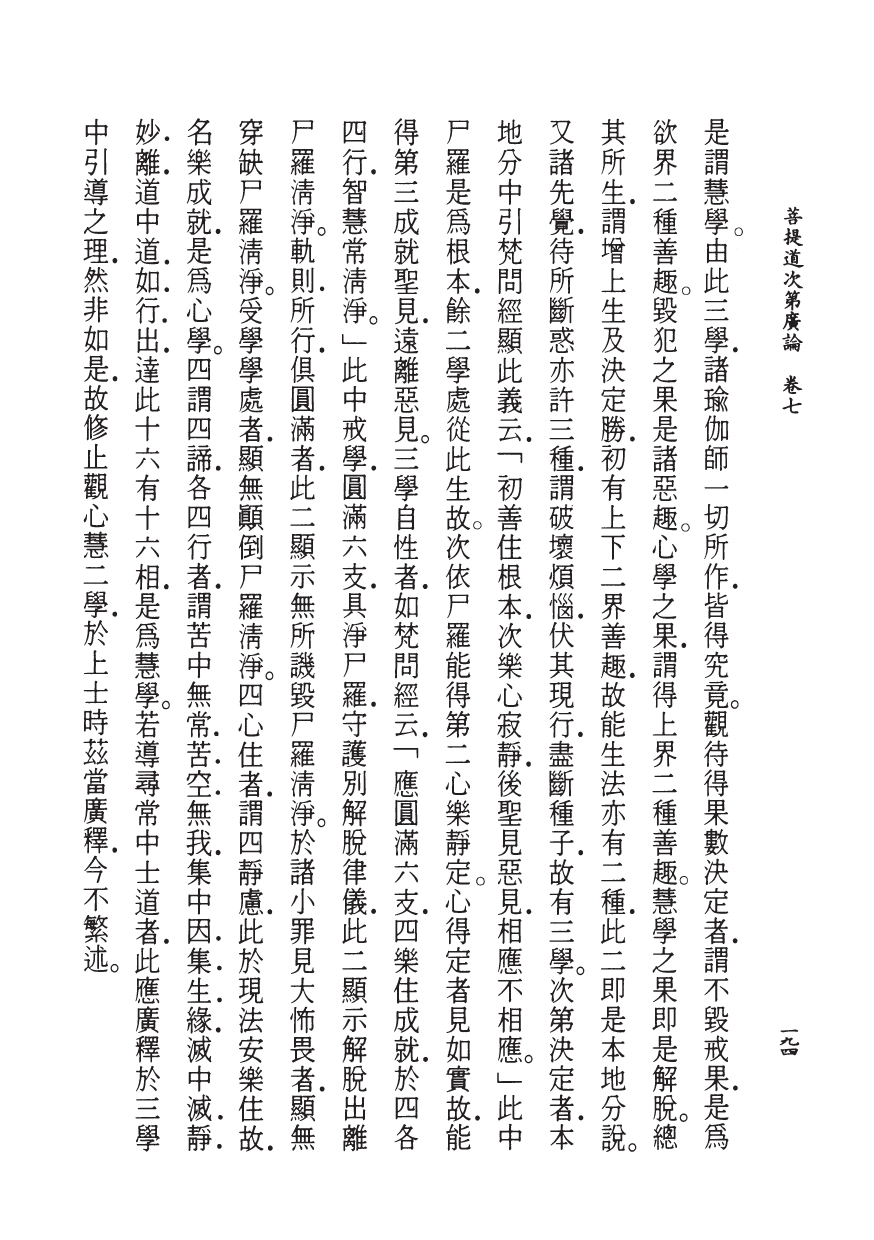 菩提道次第廣論　卷七
一九四
是謂慧學。由此三學．諸瑜伽師一切所作．皆得究竟。觀待得果數決定者．謂不毀戒果．是爲
欲界二種善趣。毀犯之果是諸惡趣。心學之果．謂得上界二種善趣。慧學之果即是解脫。總
其所生．謂增上生及決定勝．初有上下二界善趣．故能生法亦有二種．此二即是本地分說。
又諸先覺．待所斷惑亦許三種．謂破壞煩惱．伏其現行．盡斷種子．故有三學。次第決定者．本
地分中引梵問經顯此義云．「初善住根本．次樂心寂靜．後聖見惡見．相應不相應。」此中
尸羅是爲根本．餘二學處從此生故。次依尸羅能得第二心樂靜定。心得定者見如實故．能
得第三成就聖見．遠離惡見。三學自性者．如梵問經云．「應圓滿六支．四樂住成就．於四各
四行．智慧常淸淨。」此中戒學．圓滿六支．具淨尸羅．守護別解脫律儀．此二顯示解脫出離
尸羅淸淨。軌則．所行．俱圓滿者．此二顯示無所譏毀尸羅淸淨。於諸小罪見大怖畏者．顯無
穿缺尸羅淸淨。受學學處者．顯無顚倒尸羅淸淨。四心住者．謂四靜慮．此於現法安樂住故．
名樂成就．是爲心學。四謂四諦．各四行者．謂苦中無常．苦．空．無我．集中因．集．生．緣．滅中滅．靜．
妙．離．道中道．如．行．出．達此十六有十六相．是爲慧學。若導尋常中士道者．此應廣釋於三學
中引導之理．然非如是．故修止觀心慧二學．於上士時茲當廣釋．今不繁述。